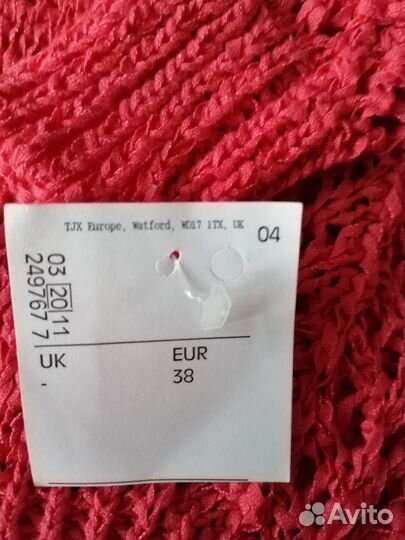 TJX Europe, Watford, WD17 1TX, UK
04
03 20 11
249767 7
UK
EUR
-
38
Avito